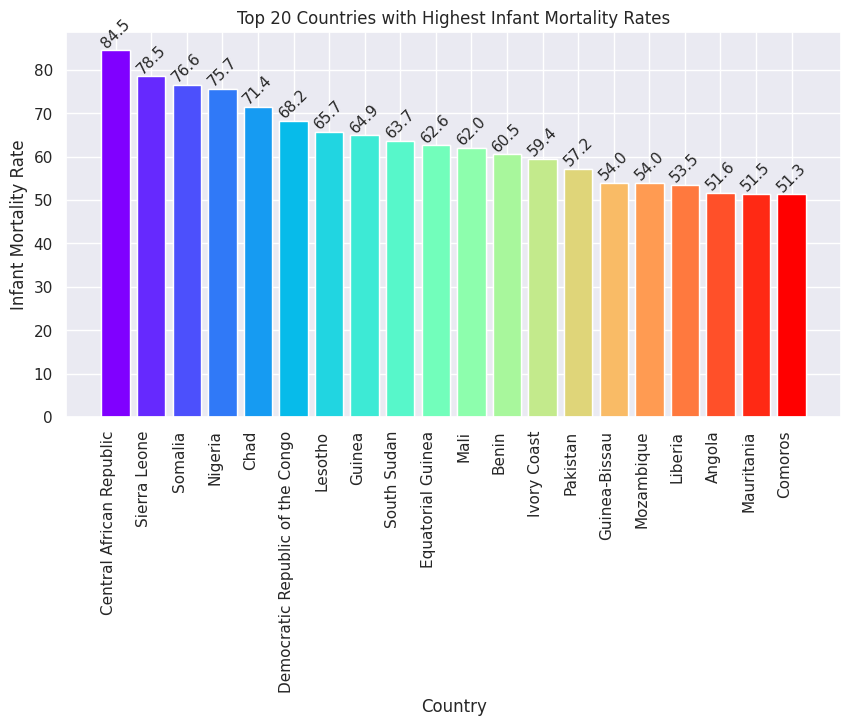 Top 20 Countries with Highest Infant Mortality Rates
Infant Mortality Rate
80
70
60
50
40
30
20
10
0
84.5
78.5
76.6
75.7
71.4
68.2
65.7
64.9
63.7
62.6
62.0
60.5
59.4
57.2
54.0
54.0
53.5
51.6
51.5
51.3
Central African Republic
Sierra Leone
Somalia
Nigeria
Chad
Democratic Republic of the Congo
Lesotho
Guinea
South Sudan
Equatorial Guinea
Mali
Benin
Ivory Coast
Pakistan
Guinea-Bissau
Mozambique
Liberia
Angola
Mauritania
Comoros
Country